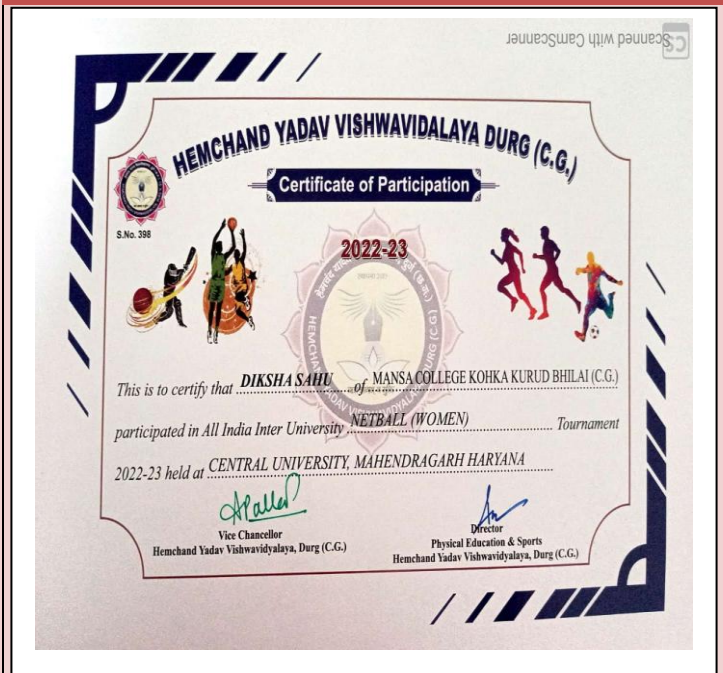 Scanned with CamScanner
CS
HEMCHAND YADAV VISHWAVIDALAYA DURG (C.G.)
Certificate of Participation
S.No. 398
2022-23
This is to certify that DIKSHA SAHU of MANSA COLLEGE KOHKA KURUD BHILAI (C.G.)
participated in All India Inter University NETBALL (WOMEN) Tournament
2022-23 held at CENTRAL UNIVERSITY, MAHENDRAGARH HARYANA
Vice Chancellor
Hemchand Yadav Vishwavidyalaya, Durg (C.G.)
Director
Physical Education & Sports
Hemchand Yadav Vishwavidyalaya, Durg (C.G.)